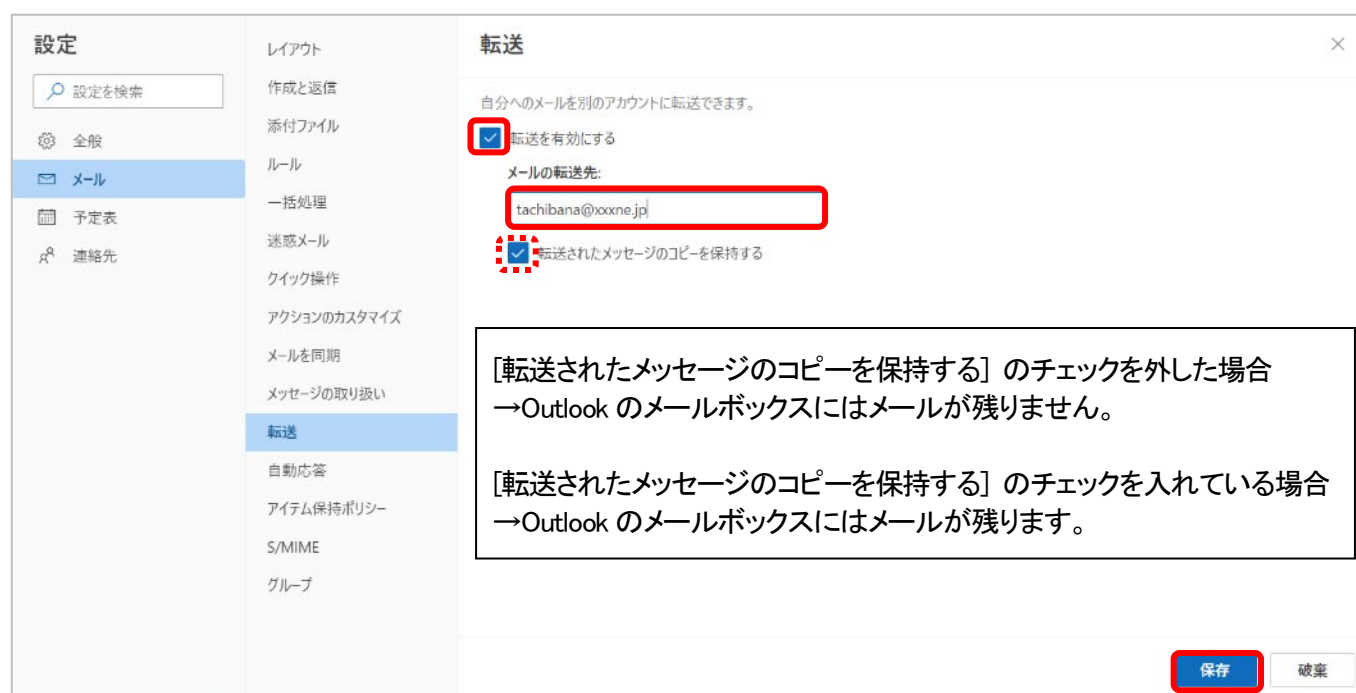 設定
設定を検索
全般
メール
予定表
連絡先
レイアウト
作成と返信
添付ファイル
ルール
一括処理
迷惑メール
クイック操作
アクションのカスタマイズ
メールを同期
メッセージの取り扱い
転送
自動応答
アイテム保持ポリシー
S/MIME
グループ
転送
自分へのメールを別のアカウントに転送できます。
転送を有効にする
メールの転送先:
tachibana@xxxne.jp
転送されたメッセージのコピーを保持する
[転送されたメッセージのコピーを保持する] のチェックを外した場合
→Outlook のメールボックスにはメールが残りません。
[転送されたメッセージのコピーを保持する] のチェックを入れている場合
→Outlook のメールボックスにはメールが残ります。
保存
破棄